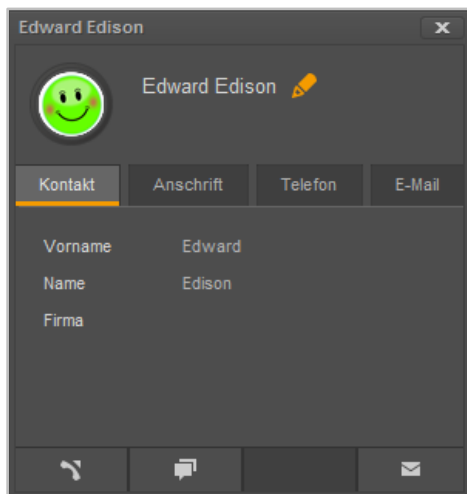 Edward Edison
Edward Edison
Kontakt Anschrift Telefon E-Mail
Vorname Edward
Name Edison
Firma